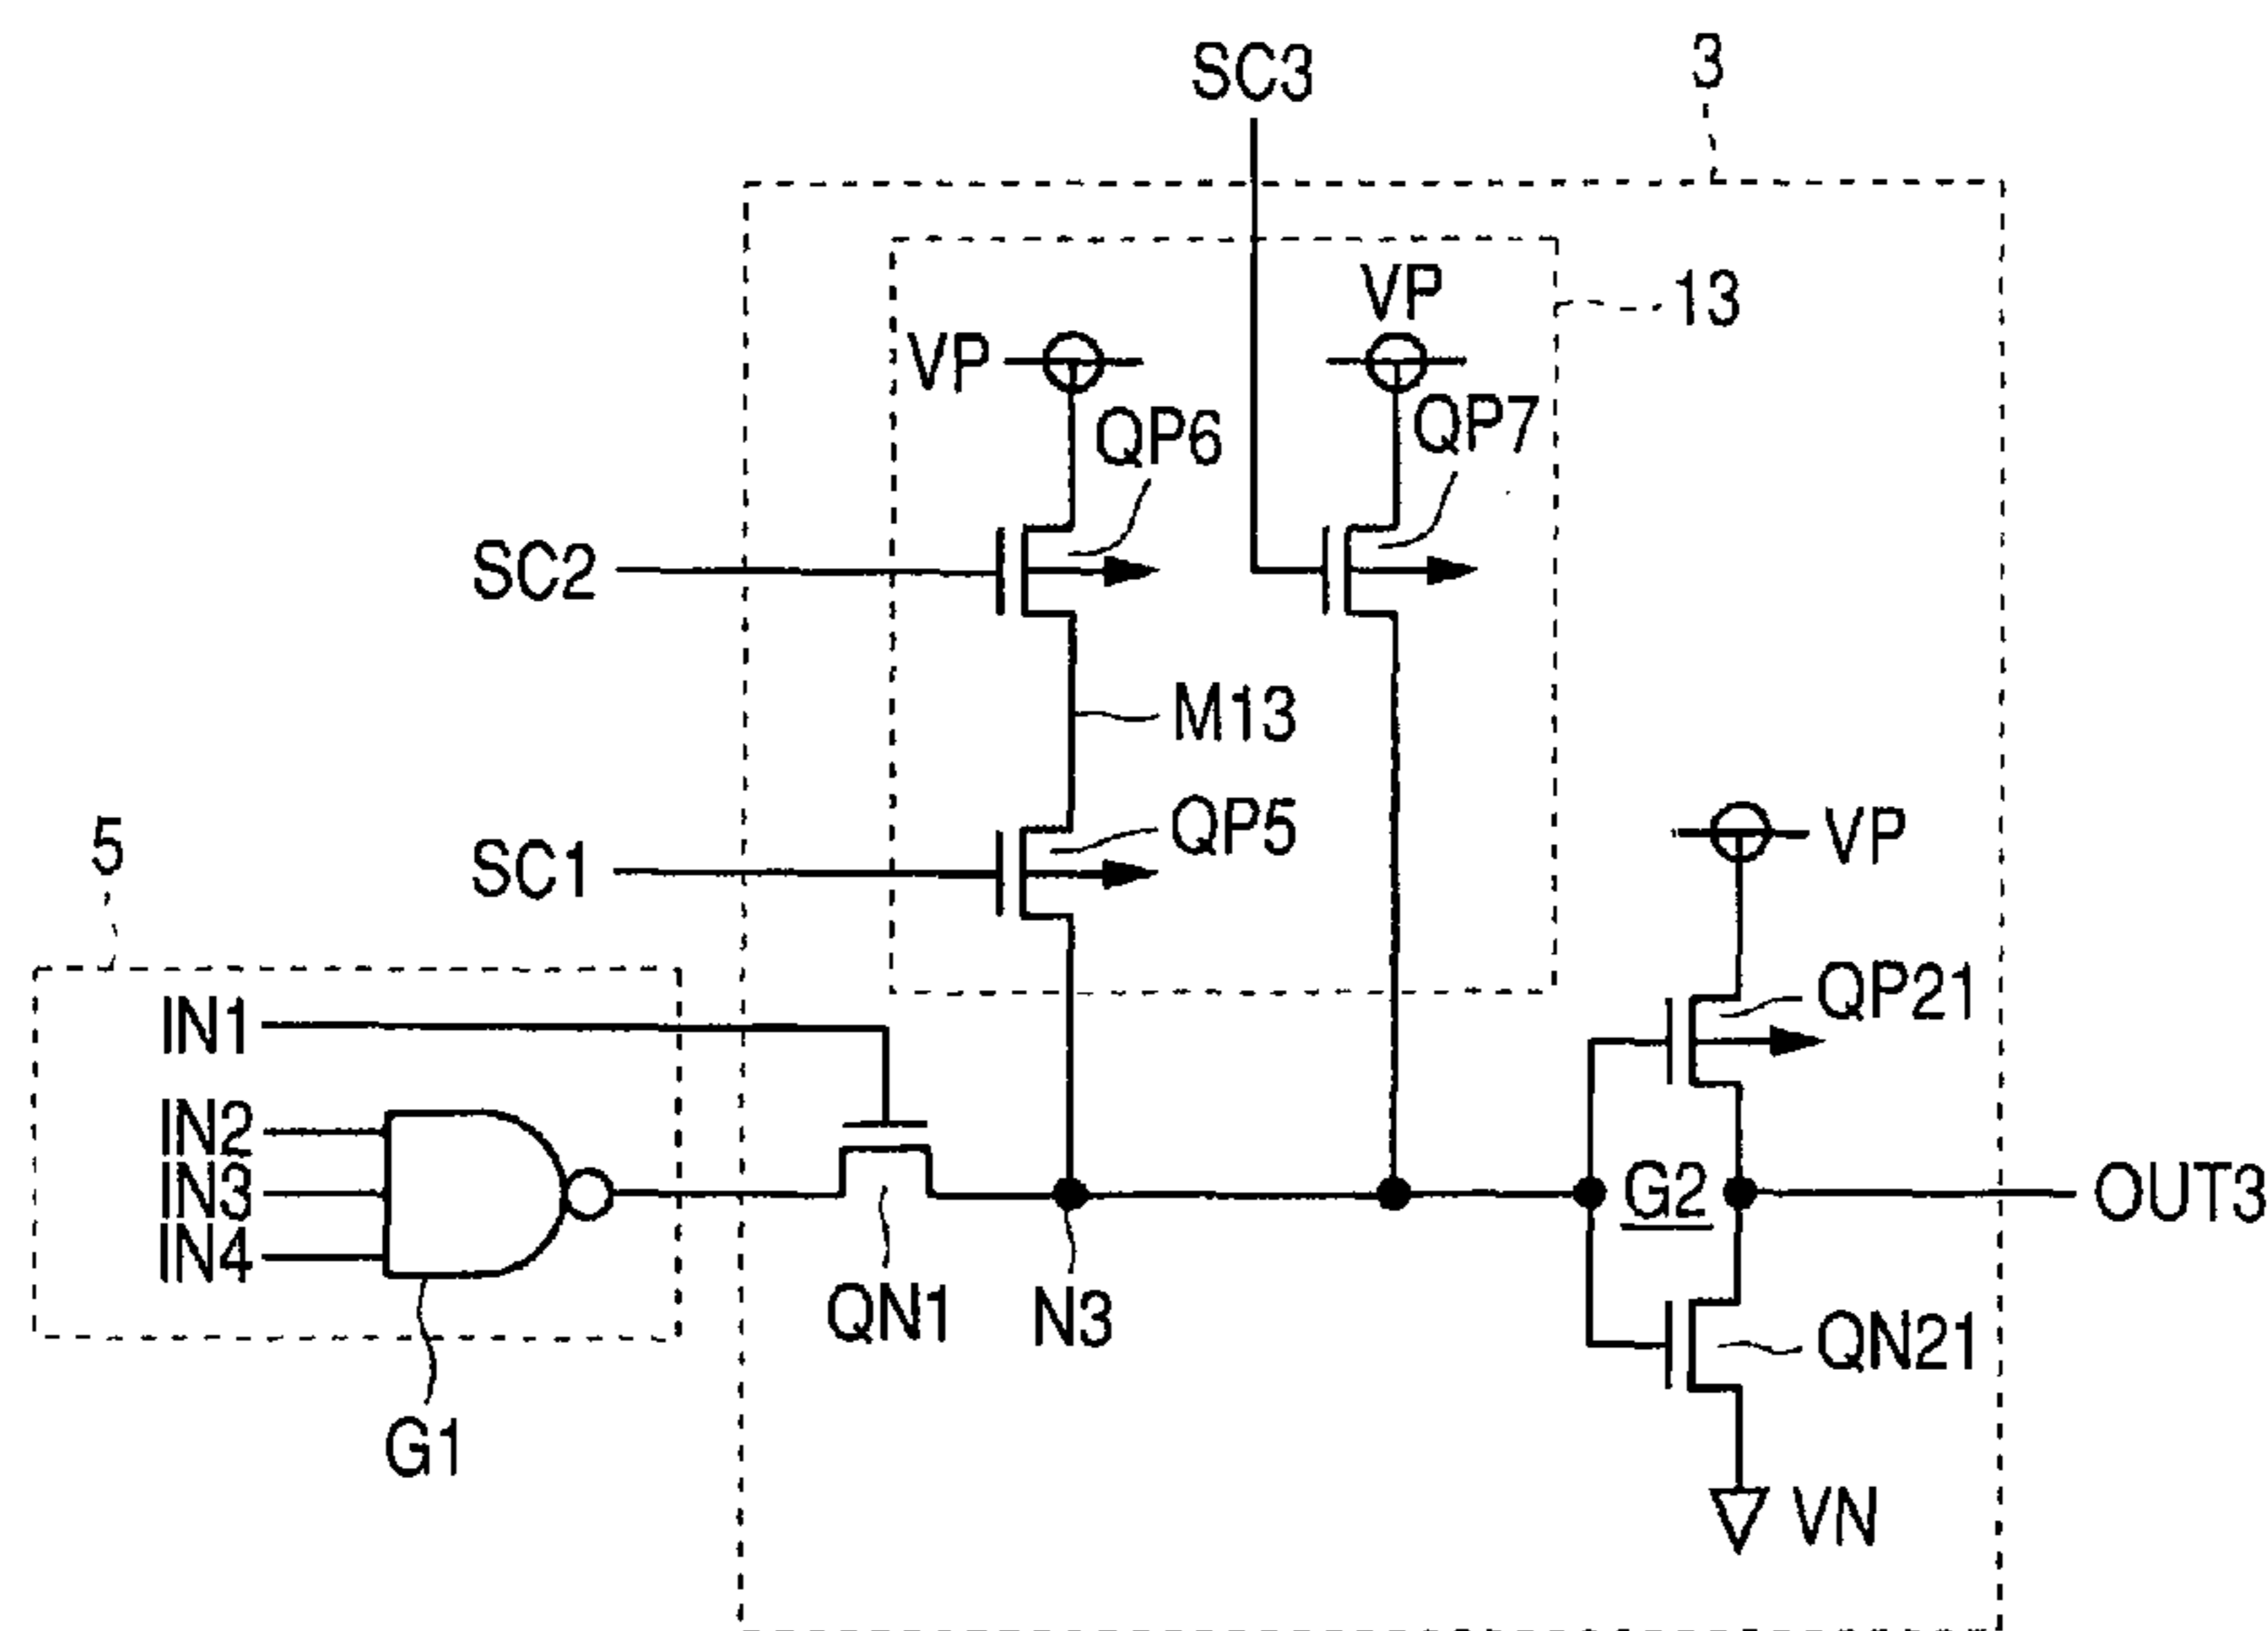 3
SC3
13
VP
VP
QP6
QP7
SC2
M13
QP5
SC1
VP
5
QP21
IN1
IN2
IN3
IN4
G2
OUT3
QN1
N3
QN21
G1
VN